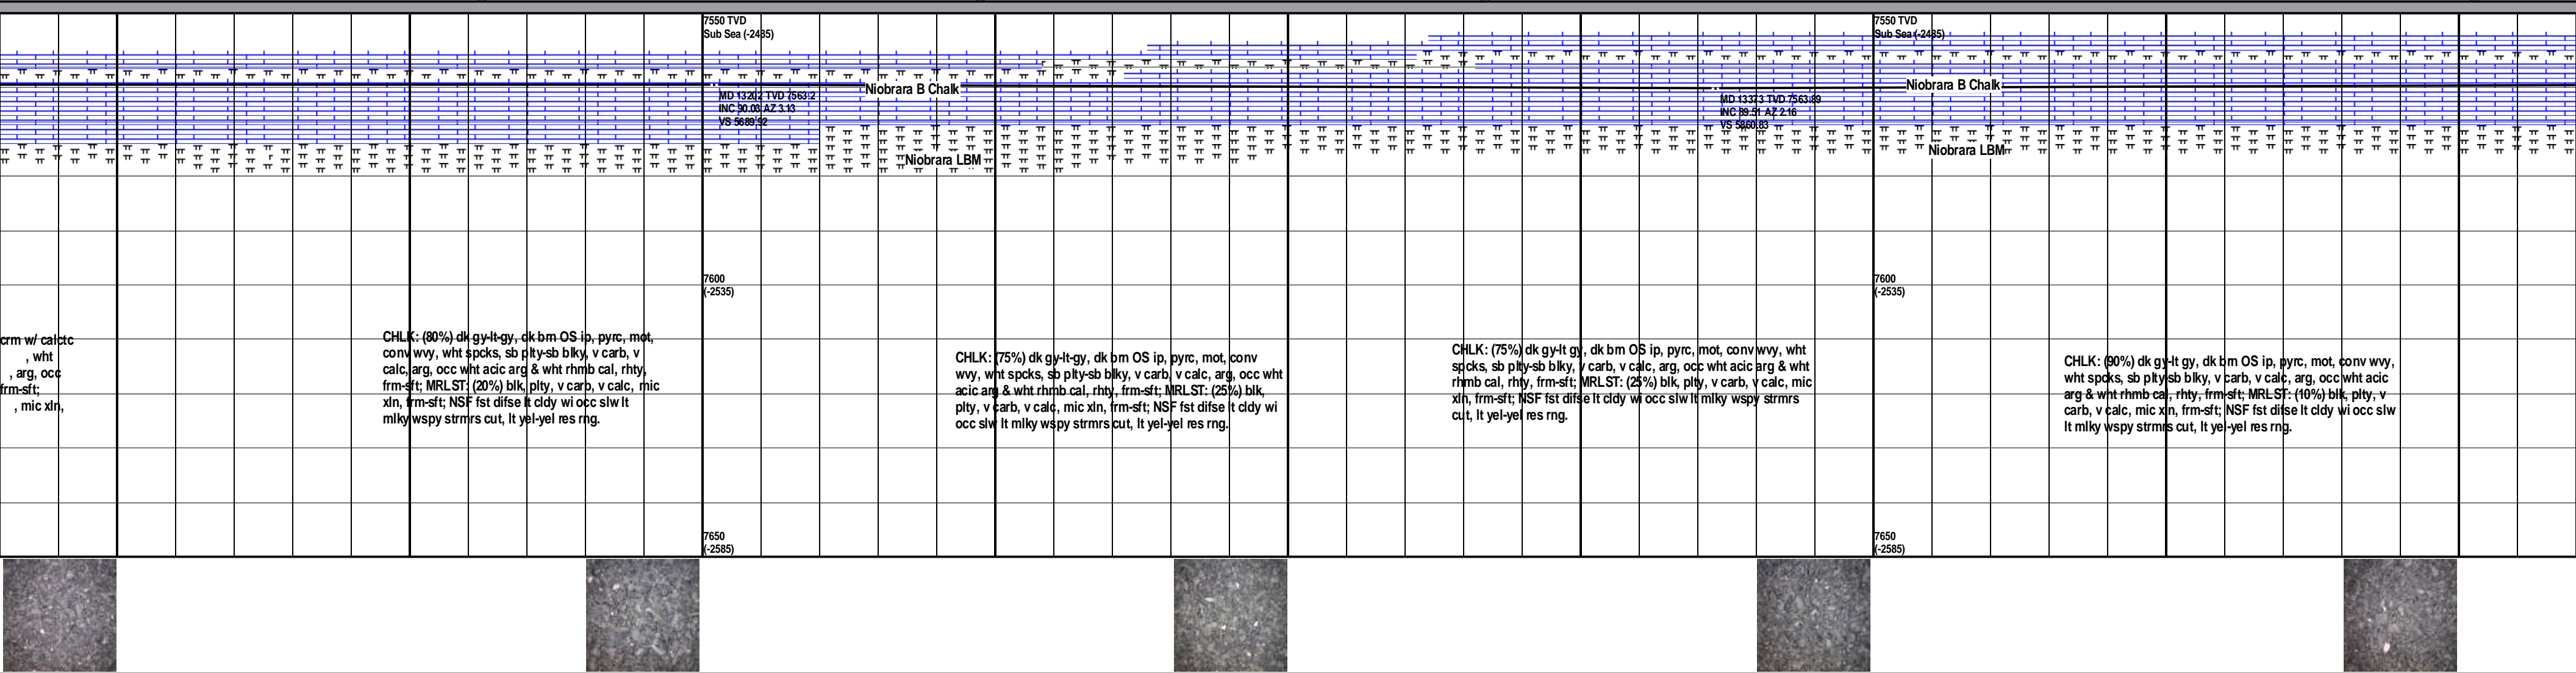 7550 TVD
Sub Sea (-2485)
7550 TVD
Sub Sea (-2485)
Niobrara B Chalk
Niobrara B Chalk
MD 13202 TVD 7563.2
INC 90.03 AZ 3.13
VS 5689.92
MD 13373 TVD 7563.89
INC 89.51 AZ 2.16
VS 5860.83
Niobrara LBM
Niobrara LBM
7600
(-2535)
7600
(-2535)
crm w/ calctc
, wht
, arg, occ
frm-sft;
, mic xln,
CHLK: (80%) dk gy-lt-gy, dk brn OS ip, pyrc, mot,
conv wvy, wht spcks, sb plty-sb blky, v carb, v
calc, arg, occ wht acic arg & wht rhmb cal, rhty,
frm-sft; MRLST: (20%) blk, plty, v carb, v calc, mic
xln, frm-sft; NSF fst difse lt cldy wi occ slw lt
mlky wspy strmrs cut, lt yel-yel res rng.
CHLK: (75%) dk gy-lt-gy, dk brn OS ip, pyrc, mot, conv
wvy, wht spcks, sb plty-sb blky, v carb, v calc, arg, occ wht
acic arg & wht rhmb cal, rhty, frm-sft; MRLST: (25%) blk,
plty, v carb, v calc, mic xln, frm-sft; NSF fst difse lt cldy wi
occ slw lt mlky wspy strmrs cut, lt yel-yel res rng.
CHLK: (75%) dk gy-lt gy, dk brn OS ip, pyrc, mot, conv wvy, wht
spcks, sb plty-sb blky, v carb, v calc, arg, occ wht acic arg & wht
rhmb cal, rhty, frm-sft; MRLST: (25%) blk, plty, v carb, v calc, mic
xln, frm-sft; NSF fst difse lt cldy wi occ slw lt mlky wspy strmrs
cut, lt yel-yel res rng.
CHLK: (90%) dk gy-lt gy, dk brn OS ip, pyrc, mot, conv wvy,
wht spcks, sb plty-sb blky, v carb, v calc, arg, occ wht acic
arg & wht rhmb cal, rhty, frm-sft; MRLST: (10%) blk, plty, v
carb, v calc, mic xln, frm-sft; NSF fst difse lt cldy wi occ slw
lt mlky wspy strmrs cut, lt yel-yel res rng.
7650
(-2585)
7650
(-2585)